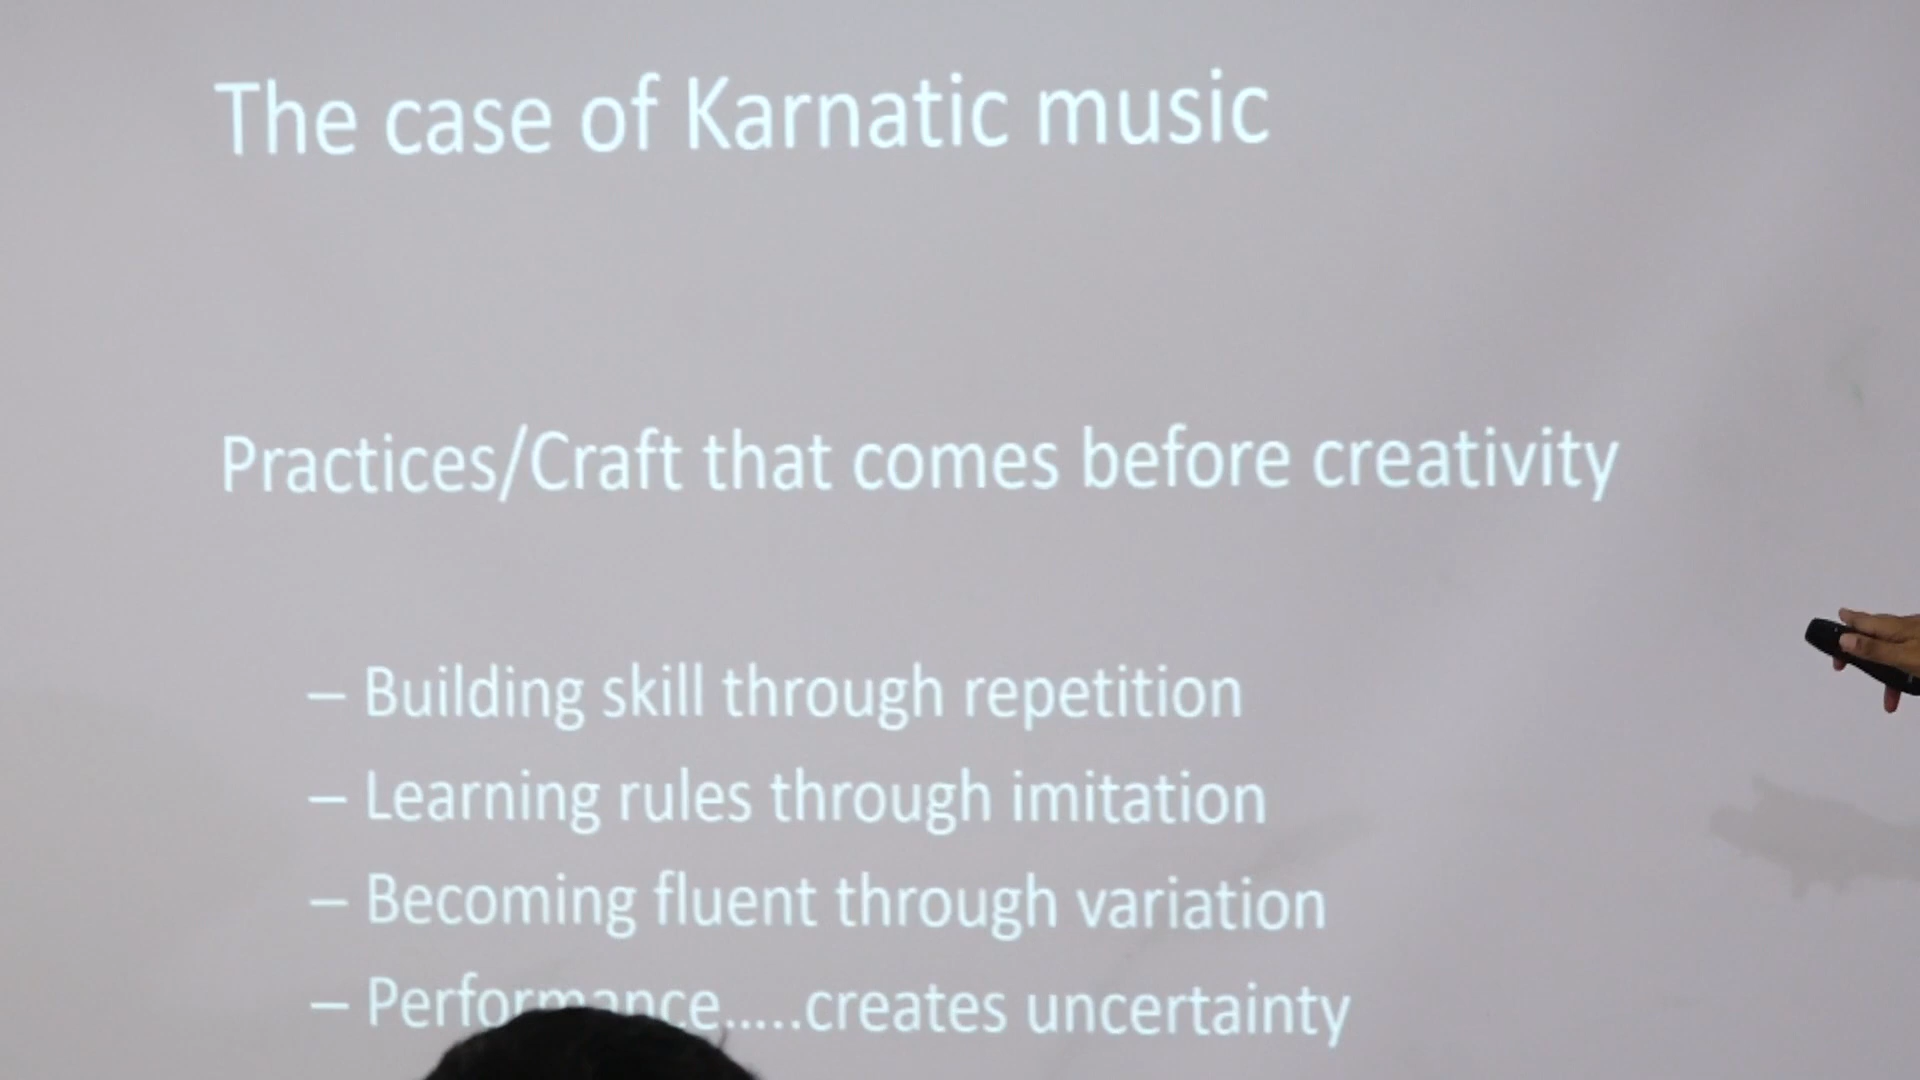 The case of Karnatic music
Practices/Craft that comes before creativity
– Building skill through repetition
– Learning rules through imitation
– Becoming fluent through variation
– Performance.....creates uncertainty